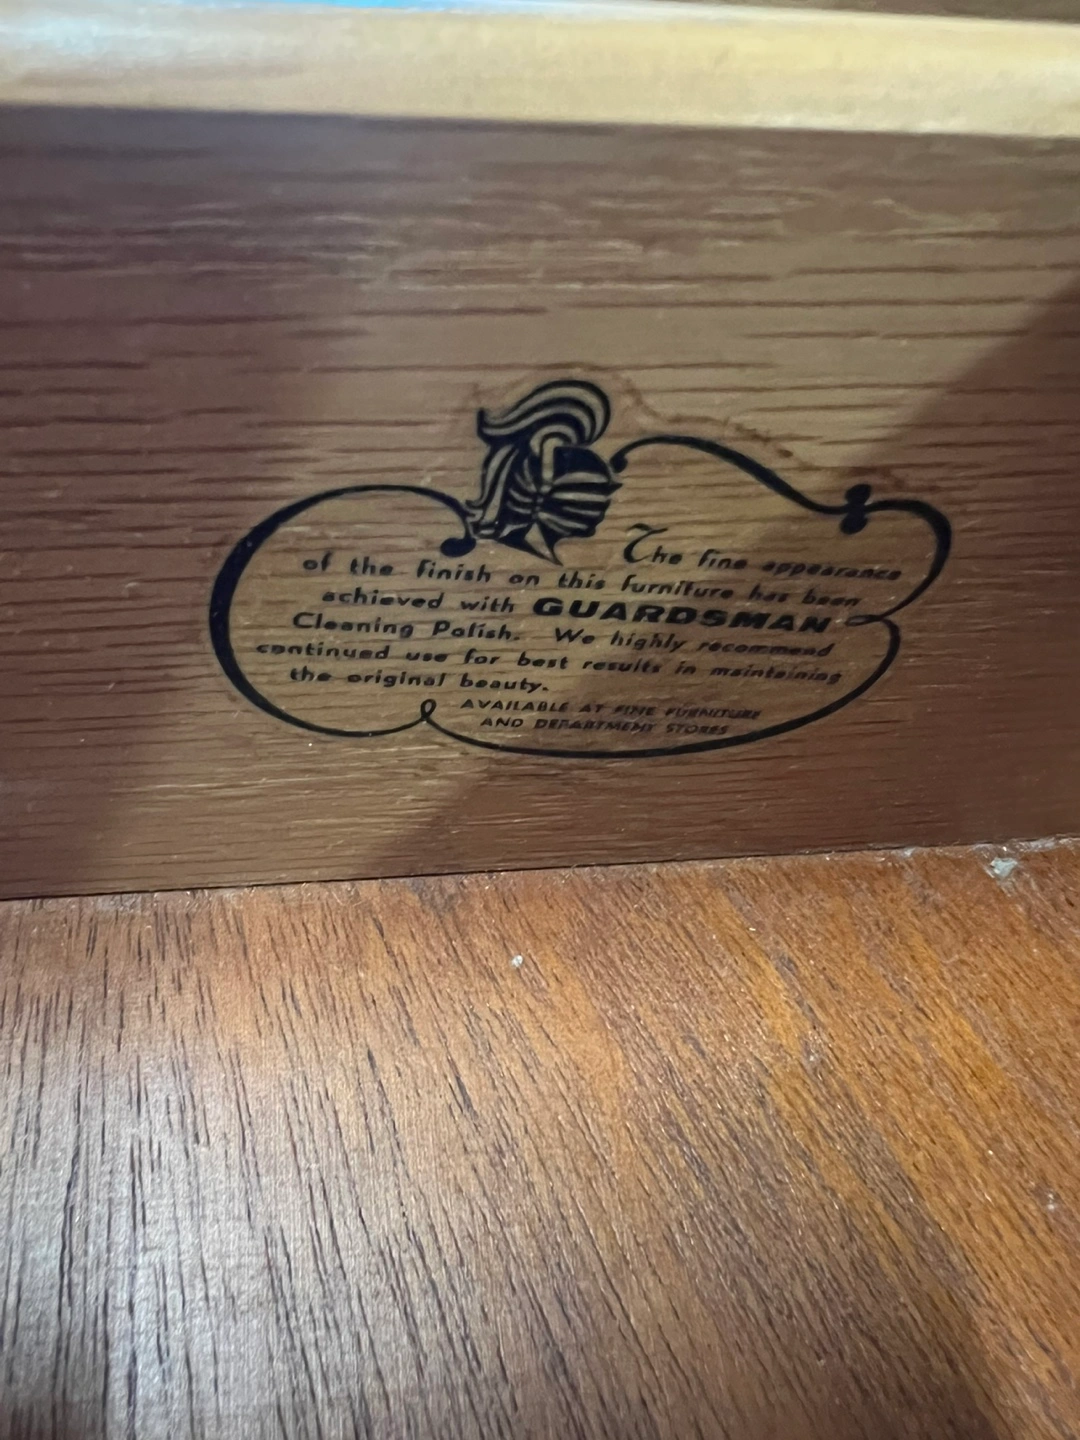 The fine appearance
of the finish on this furniture has been
achieved with GUARDSMAN
Cleaning Polish. We highly recommend
continued use for best results in maintaining
the original beauty.
AVAILABLE AT FINE FURNITURE
AND DEPARTMENT STORES